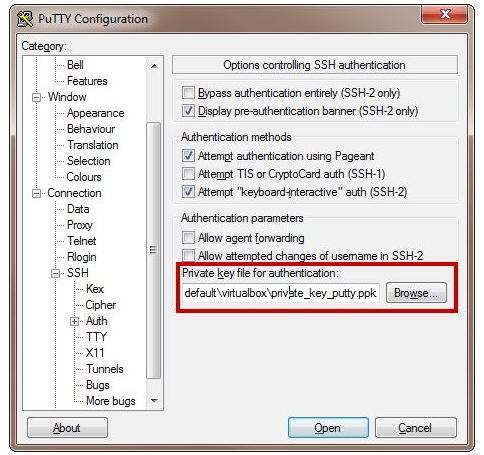 PuTTY Configuration
Category:
Bell
Features
Window
Appearance
Behaviour
Translation
Selection
Colours
Connection
Data
Proxy
Telnet
Rlogin
SSH
Kex
Cipher
Auth
TTY
X11
Tunnels
Bugs
More bugs
Options controlling SSH authentication
Bypass authentication entirely (SSH-2 only)
Display pre-authentication banner (SSH-2 only)
Authentication methods
Attempt authentication using Pageant
Attempt TIS or CryptoCard auth (SSH-1)
Attempt "keyboard-interactive" auth (SSH-2)
Authentication parameters
Allow agent forwarding
Allow attempted changes of username in SSH-2
Private key file for authentication:
default\virtualbox\private_key_putty.ppk
Browse...
About
Open
Cancel